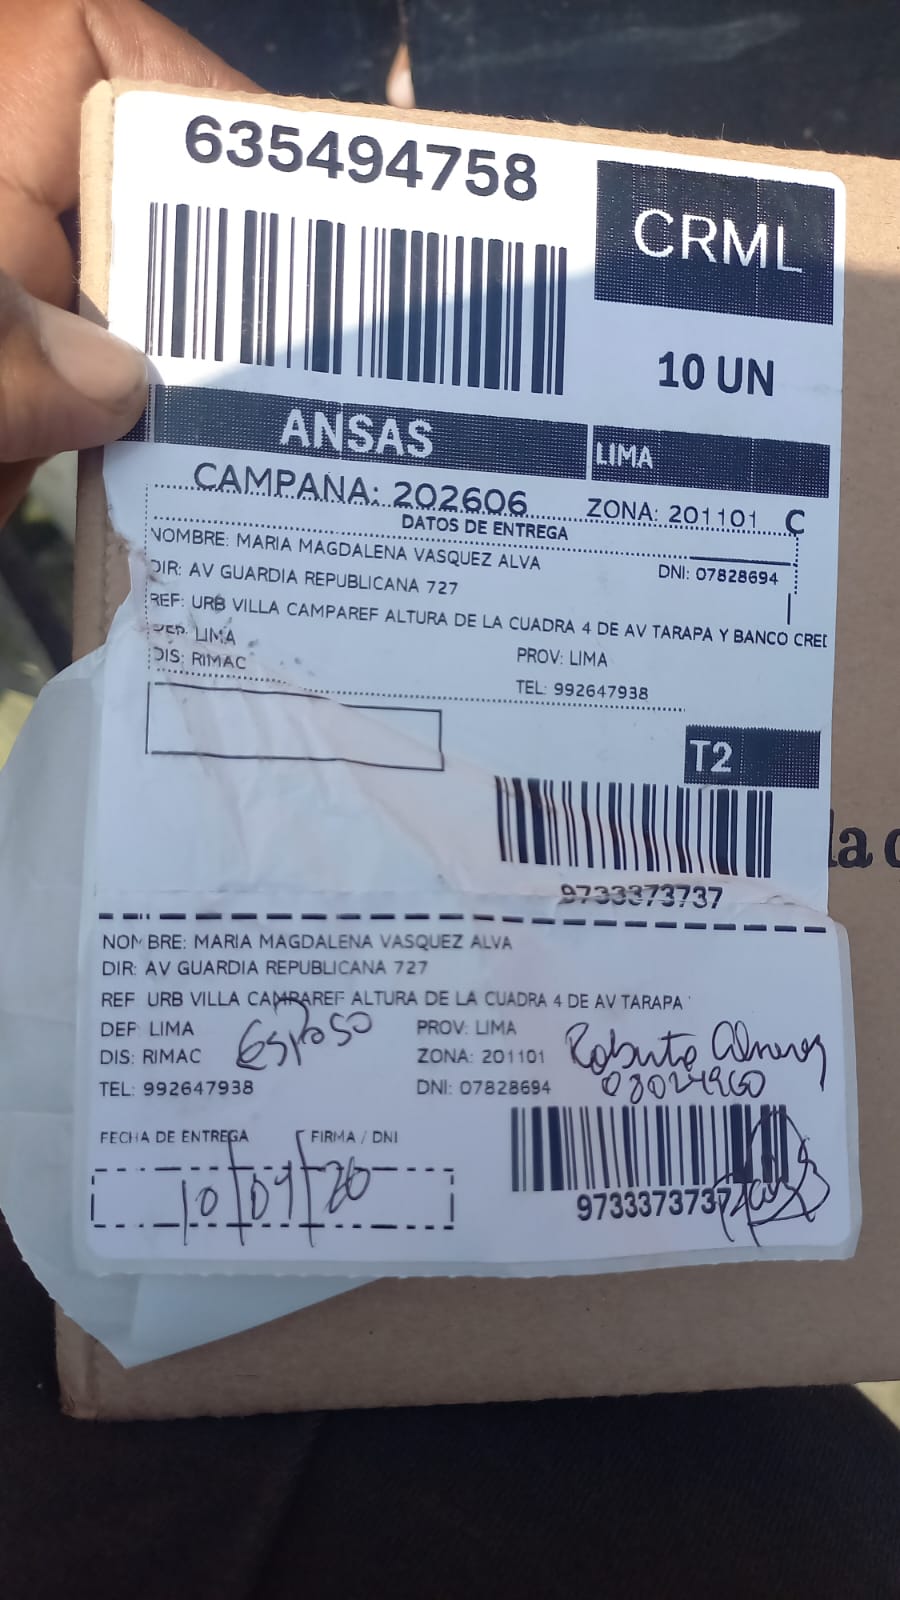 635494758
CRML
10 UN
ANSAS
LIMA
CAMPAÑA: 202606
ZONA: 201101 C
DATOS DE ENTREGA
NOMBRE: MARIA MAGDALENA VASQUEZ ALVA
DNI: 07828694
DIR: AV GUARDIA REPUBLICANA 727
REF: URB VILLA CAMPAREF ALTURA DE LA CUADRA 4 DE AV TARAPA Y BANCO CRED
DEP: LIMA
PROV: LIMA
DIS: RIMAC
TEL: 992647938
T2
9733373737
la
NOMBRE: MARIA MAGDALENA VASQUEZ ALVA
DIR: AV GUARDIA REPUBLICANA 727
REF URB VILLA CAMPAREF ALTURA DE LA CUADRA 4 DE AV TARAPA
DEP LIMA
Esposo
PROV: LIMA
Roberto
DIS: RIMAC
ZONA: 201101
TEL: 992647938
DNI: 07828694
FECHA DE ENTREGA
FIRMA / DNI
9733373737